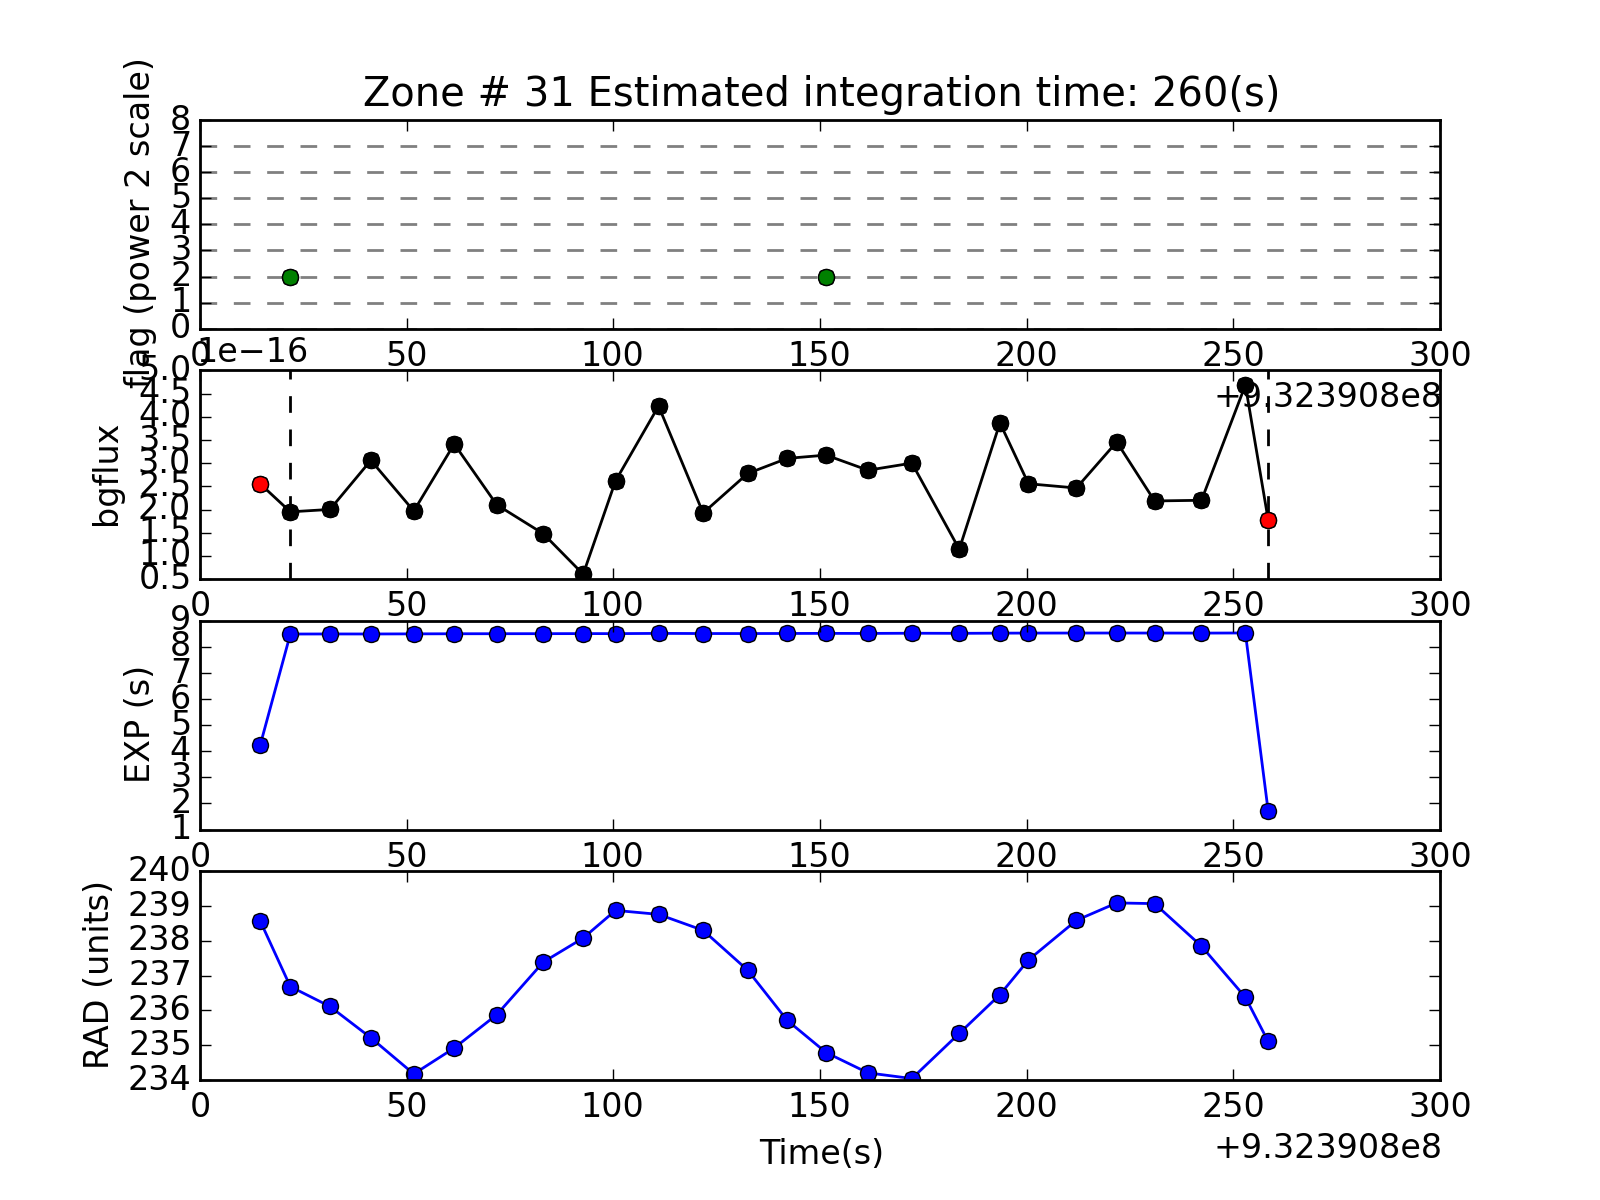 Zone # 31 Estimated integration time: 260(s)
flag (power 2 scale)
8
7
6
5
4
3
2
1
0
0 50 100 150 200 250 300
1e−16
+9.323908e8
bgflux
5.0
4.5
4.0
3.5
3.0
2.5
2.0
1.5
1.0
0.5
0 50 100 150 200 250 300
EXP (s)
9
8
7
6
5
4
3
2
1
0 50 100 150 200 250 300
RAD (units)
240
239
238
237
236
235
234
0 50 100 150 200 250 300
Time(s)
+9.323908e8